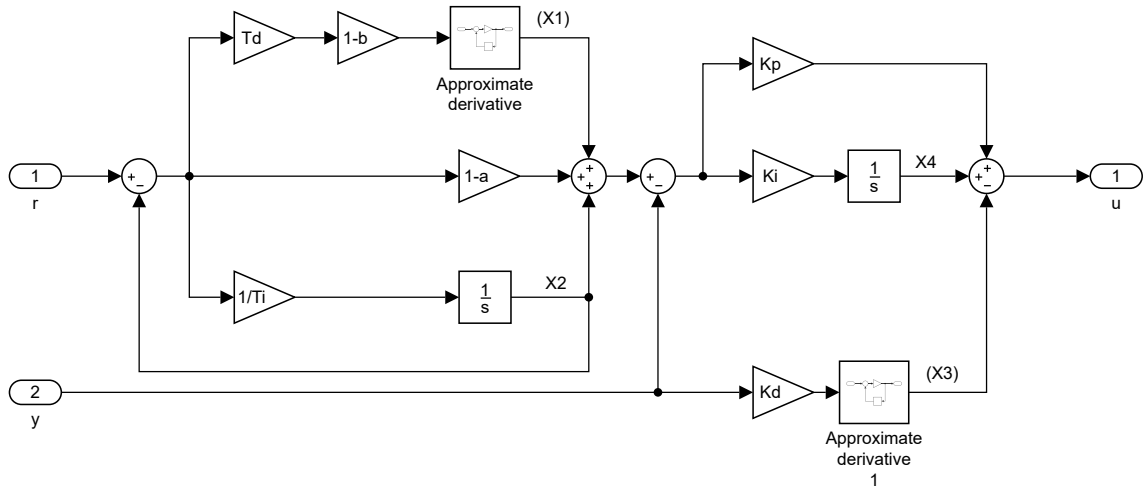 Td
1-b
(X1)
Approximate
derivative
Kp
1
r
+
−
1-a
+
+
+
+
−
Ki
1
s
X4
+
+
−
1
u
1/Ti
1
s
X2
2
y
Kd
(X3)
Approximate
derivative
1